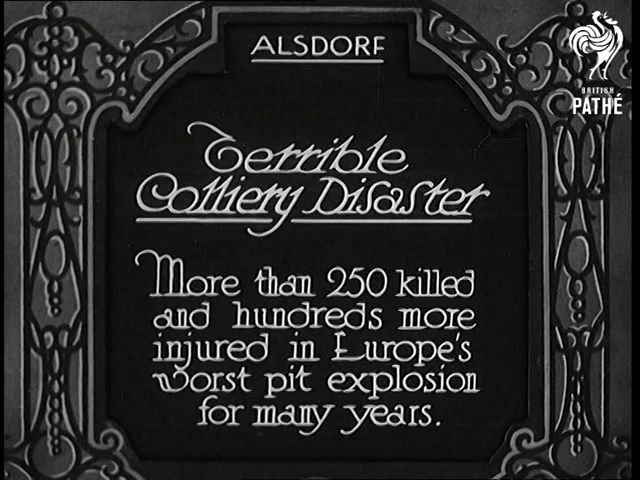 ALSDORF
BRITISH
PATHÉ
Terrible
Colliery Disaster
More than 250 killed
and hundreds more
injured in Europe's
worst pit explosion
for many years.